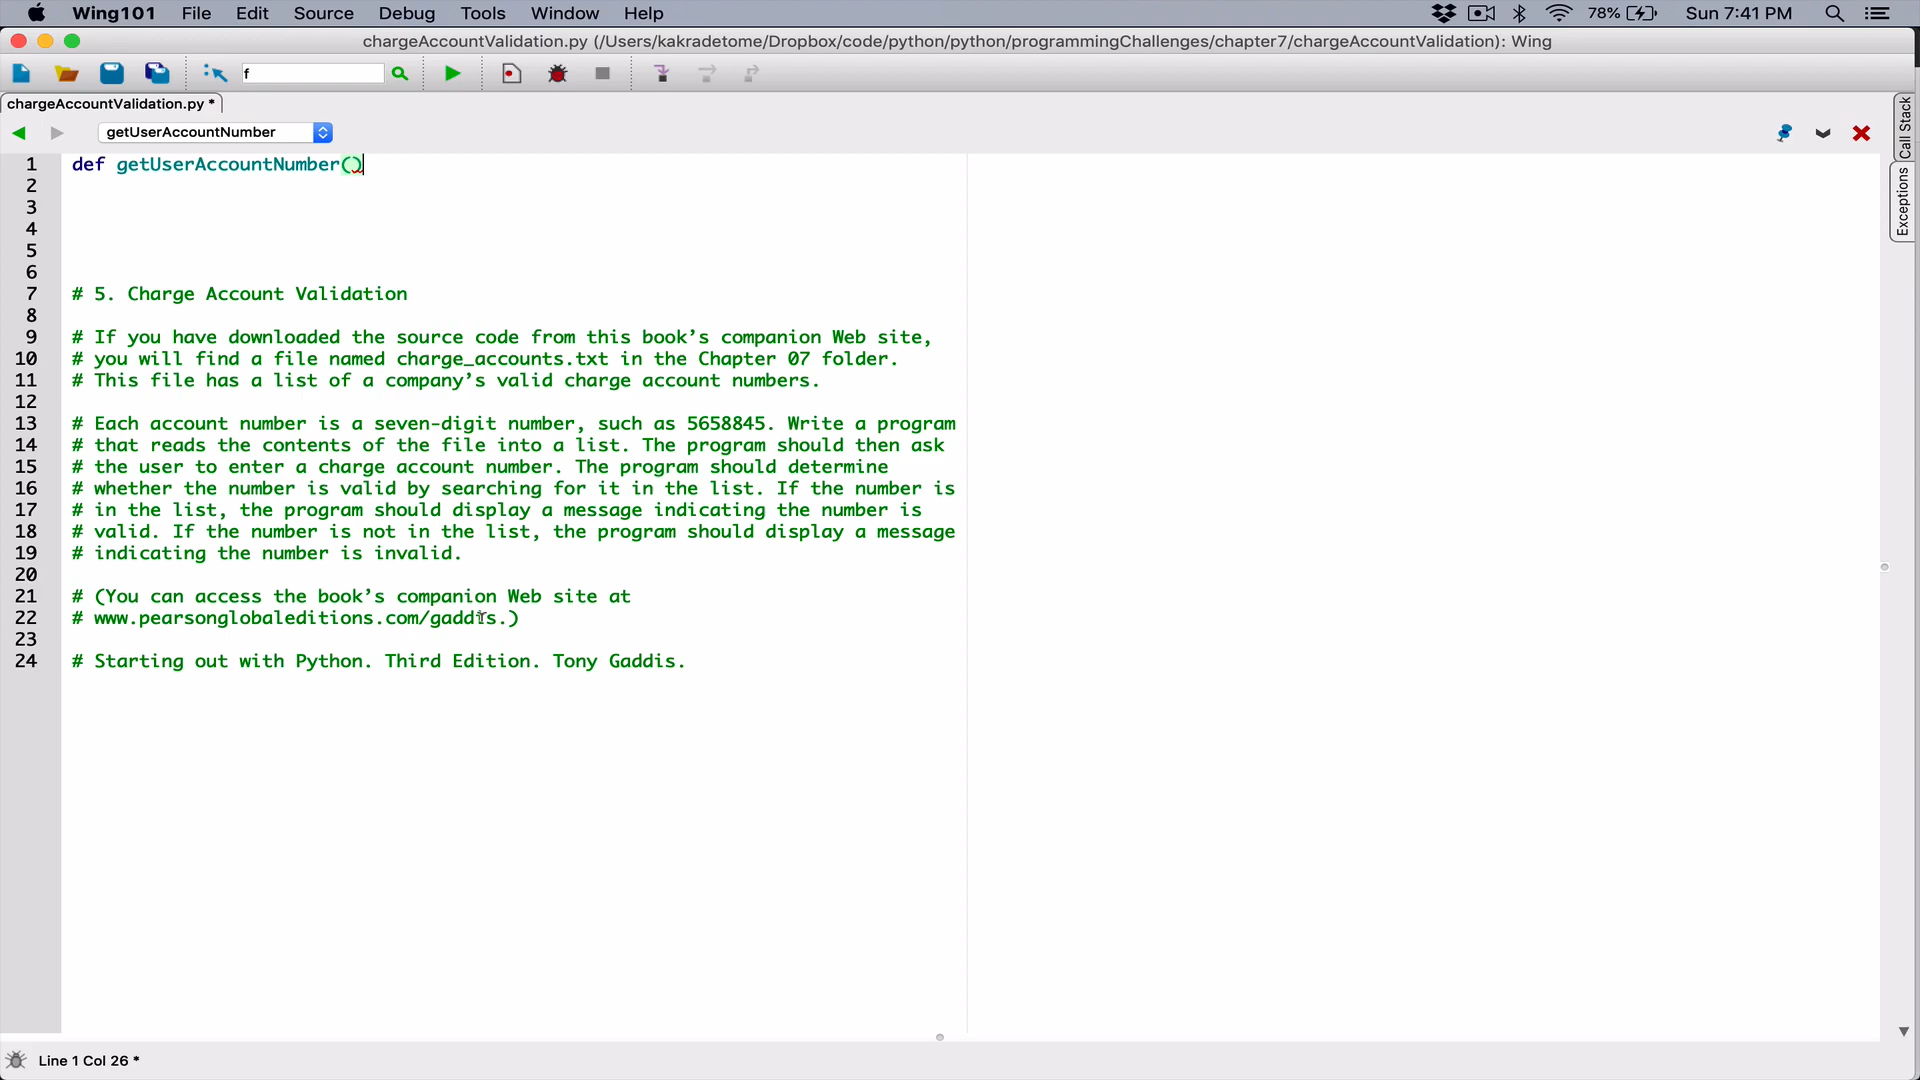 Wing101 File Edit Source Debug Tools Window Help 78% Sun 7:41 PM
chargeAccountValidation.py (/Users/kakradetome/Dropbox/code/python/python/programmingChallenges/chapter7/chargeAccountValidation): Wing
f
chargeAccountValidation.py *
getUserAccountNumber
Call Stack
Exceptions
1 def getUserAccountNumber()
2
3
4
5
6
7 # 5. Charge Account Validation
8
9 # If you have downloaded the source code from this book’s companion Web site,
10 # you will find a file named charge_accounts.txt in the Chapter 07 folder.
11 # This file has a list of a company’s valid charge account numbers.
12
13 # Each account number is a seven-digit number, such as 5658845. Write a program
14 # that reads the contents of the file into a list. The program should then ask
15 # the user to enter a charge account number. The program should determine
16 # whether the number is valid by searching for it in the list. If the number is
17 # in the list, the program should display a message indicating the number is
18 # valid. If the number is not in the list, the program should display a message
19 # indicating the number is invalid.
20
21 # (You can access the book’s companion Web site at
22 # www.pearsonglobaleditions.com/gaddis.)
23
24 # Starting out with Python. Third Edition. Tony Gaddis.
Line 1 Col 26 *